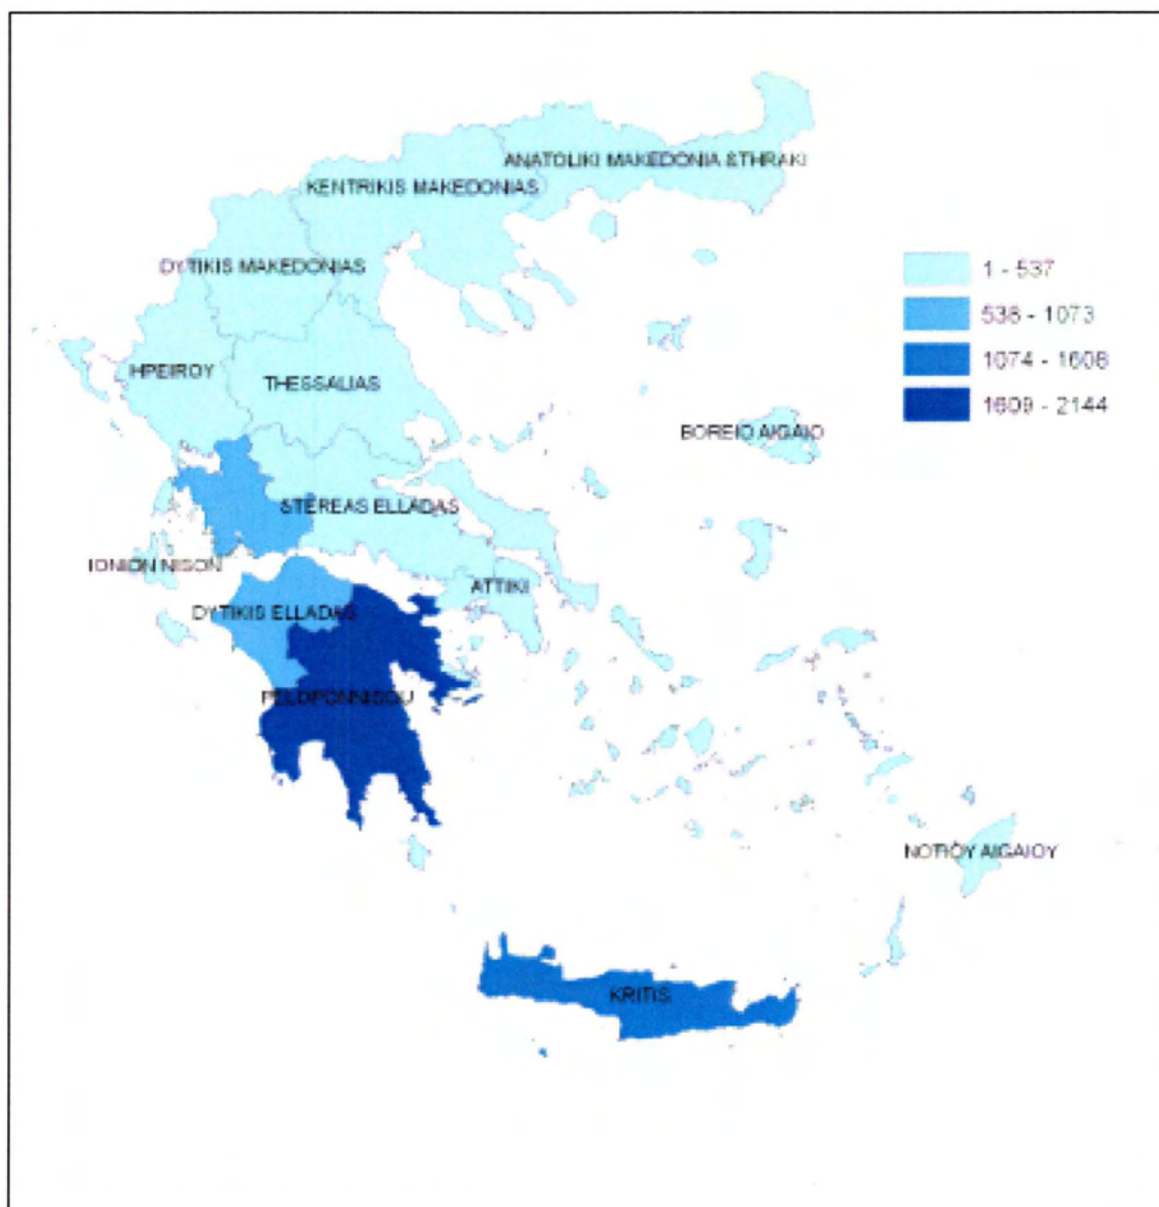 ANATOLIKI MAKEDONIA &THRAKI
KENTRIKIS MAKEDONIAS
DYTIKIS MAKEDONIAS
1 - 537
538 - 1073
HPEIROY
1074 - 1608
THESSALIAS
1609 - 2144
BOREIO AIGAIO
STEREAS ELLADAS
IONION NISON
ATTIKI
DYTIKIS ELLADAS
PELOPONNISOU
NOTIOY AIGAIOY
KRITIS